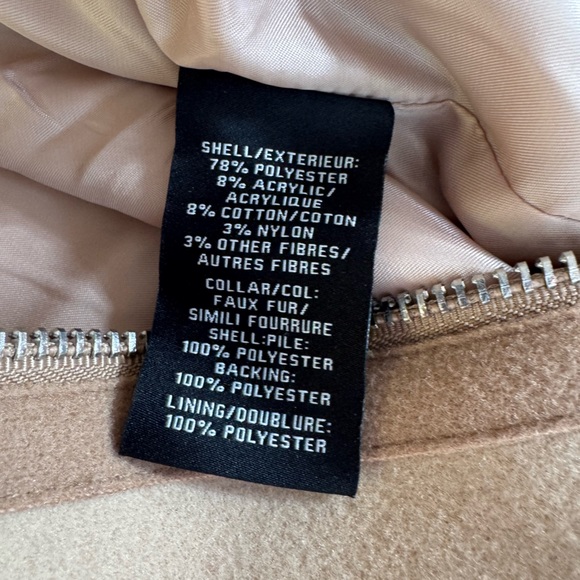 SHELL/EXTERIEUR:
78% POLYESTER
8% ACRYLIC/
ACRYLIQUE
8% COTTON/COTON
3% NYLON
3% OTHER FIBRES/
AUTRES FIBRES
COLLAR/COL:
FAUX FUR/
SIMILI FOURRURE
SHELL:PILE:
100% POLYESTER
BACKING:
100% POLYESTER
LINING/DOUBLURE:
100% POLYESTER